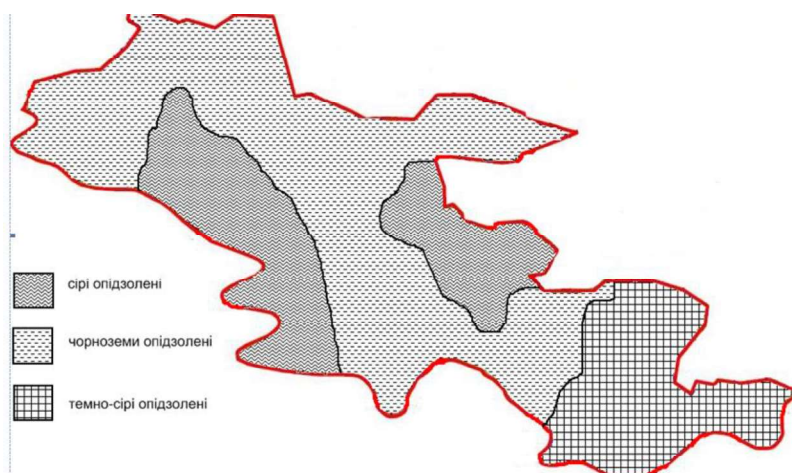 сірі опідзолені
чорноземи опідзолені
темно-сірі опідзолені